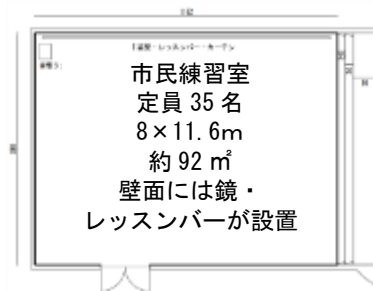 市民練習室
定員 35 名
8×11.6m
約 92 ㎡
壁面には鏡・
レッスンバーが設置